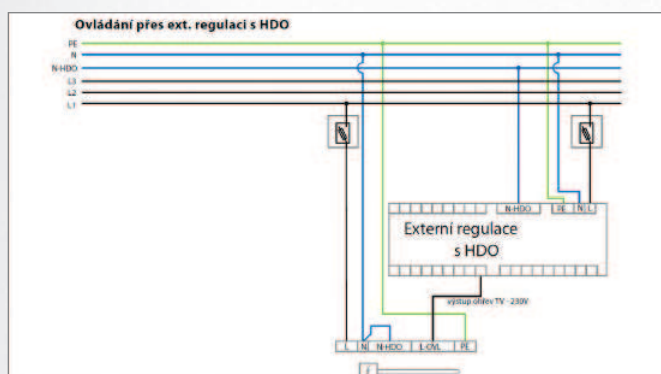 Ovládání přes ext. regulaci s HDO
PE
N
N-HDO
L3
L2
L1
N-HDO PE N L
Externí regulace
s HDO
výstup ohřev TV - 230V
L N N-HDO L-OVL PE